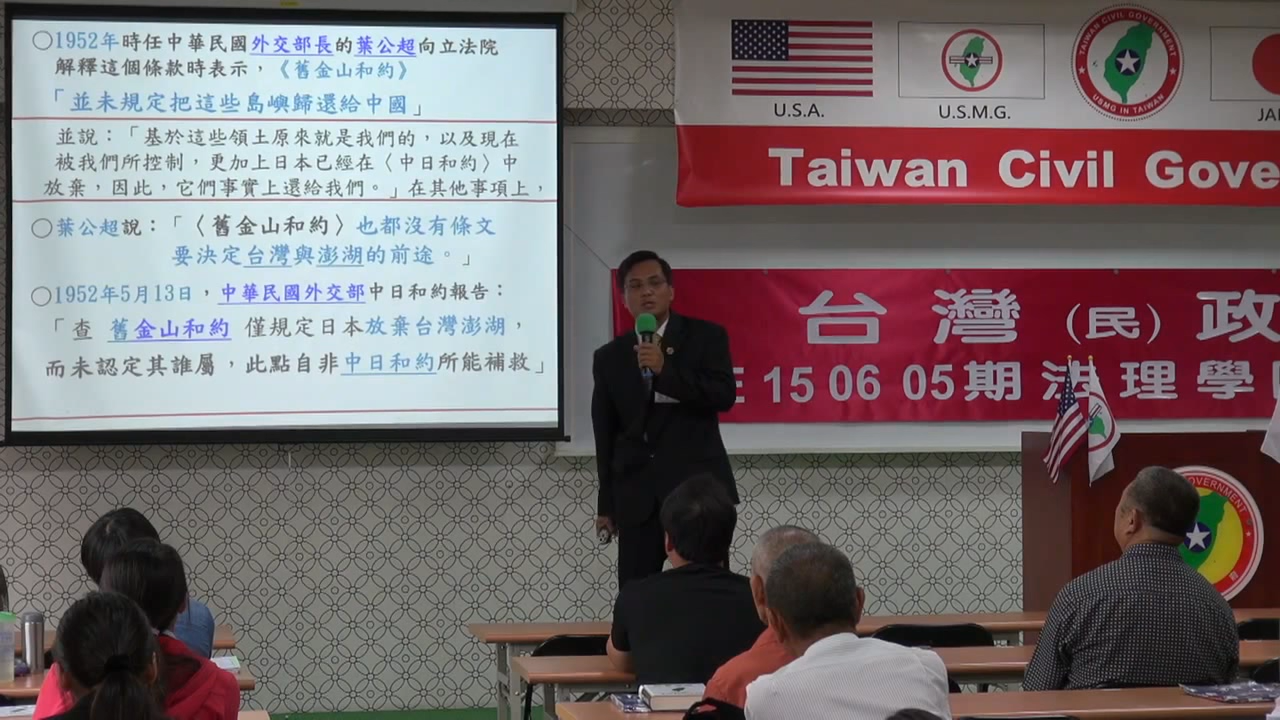 ○1952年時任中華民國外交部長的葉公超向立法院
解釋這個條款時表示，《舊金山和約》
「並未規定把這些島嶼歸還給中國」
並說：「基於這些領土原來就是我們的，以及現在
被我們所控制，更加上日本已經在〈中日和約〉中
放棄，因此，它們事實上還給我們。」在其他事項上，
○葉公超說：「〈舊金山和約〉也都沒有條文
要決定台灣與澎湖的前途。」
○1952年5月13日，中華民國外交部中日和約報告：
「查 舊金山和約 僅規定日本放棄台灣澎湖，
而未認定其誰屬，此點自非中日和約所能補救」
U.S.A.
U.S.M.G.
TAIWAN CIVIL GOVERNMENT
USMG IN TAIWAN
JA
Taiwan Civil Gove
台灣（民）政
E 15 06 05期法理學
GOVERNMENT